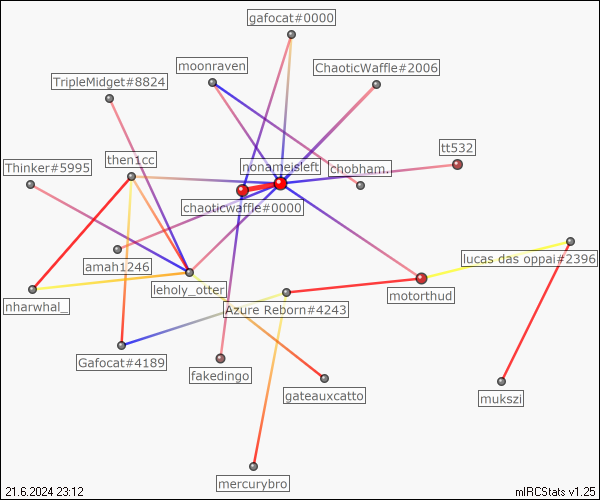 gafocat#0000
moonraven
ChaoticWaffle#2006
TripleMidget#8824
tt532
then1cc
nonameisleft
Thinker#5995
chobham.
chaoticwaffle#0000
amah1246
lucas do oppai#2396
leholy_otter
motorthud
nharwhal_
Azure Reborn#4243
Gafocat#4189
fakedingo
gateauxcatto
mukszi
mercurybro
21.6.2024 23:12
mIRCStats v1.25